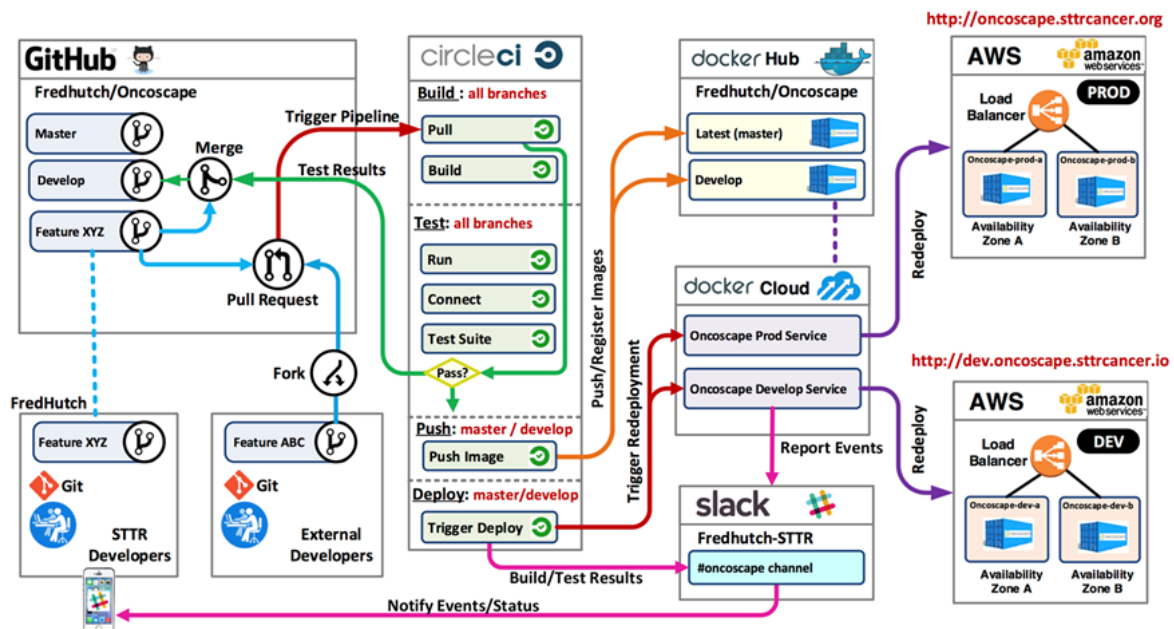 http://oncoscape.sttrcancer.org
GitHub
Fredhutch/Oncoscape
Master
Develop
Feature XYZ
Merge
Pull Request
Trigger Pipeline
Test Results
Fork
FredHutch
Feature XYZ
Git
STTR
Developers
Feature ABC
Git
External
Developers
circleci
Build : all branches
Pull
Build
Test: all branches
Run
Connect
Test Suite
Pass?
Push: master / develop
Push Image
Deploy: master/develop
Trigger Deploy
Push/Register Images
Trigger Redeployment
Build/Test Results
Notify Events/Status
docker Hub
Fredhutch/Oncoscape
Latest (master)
Develop
docker Cloud
Oncoscape Prod Service
Oncoscape Develop Service
Report Events
slack
Fredhutch-STTR
#oncoscape channel
Redeploy
Redeploy
AWS
amazon
webservices™
PROD
Load
Balancer
Oncoscape-prod-a
Oncoscape-prod-b
Availability
Zone A
Availability
Zone B
http://dev.oncoscape.sttrcancer.io
AWS
amazon
webservices™
DEV
Load
Balancer
Oncoscape-dev-a
Oncoscape-dev-b
Availability
Zone A
Availability
Zone B